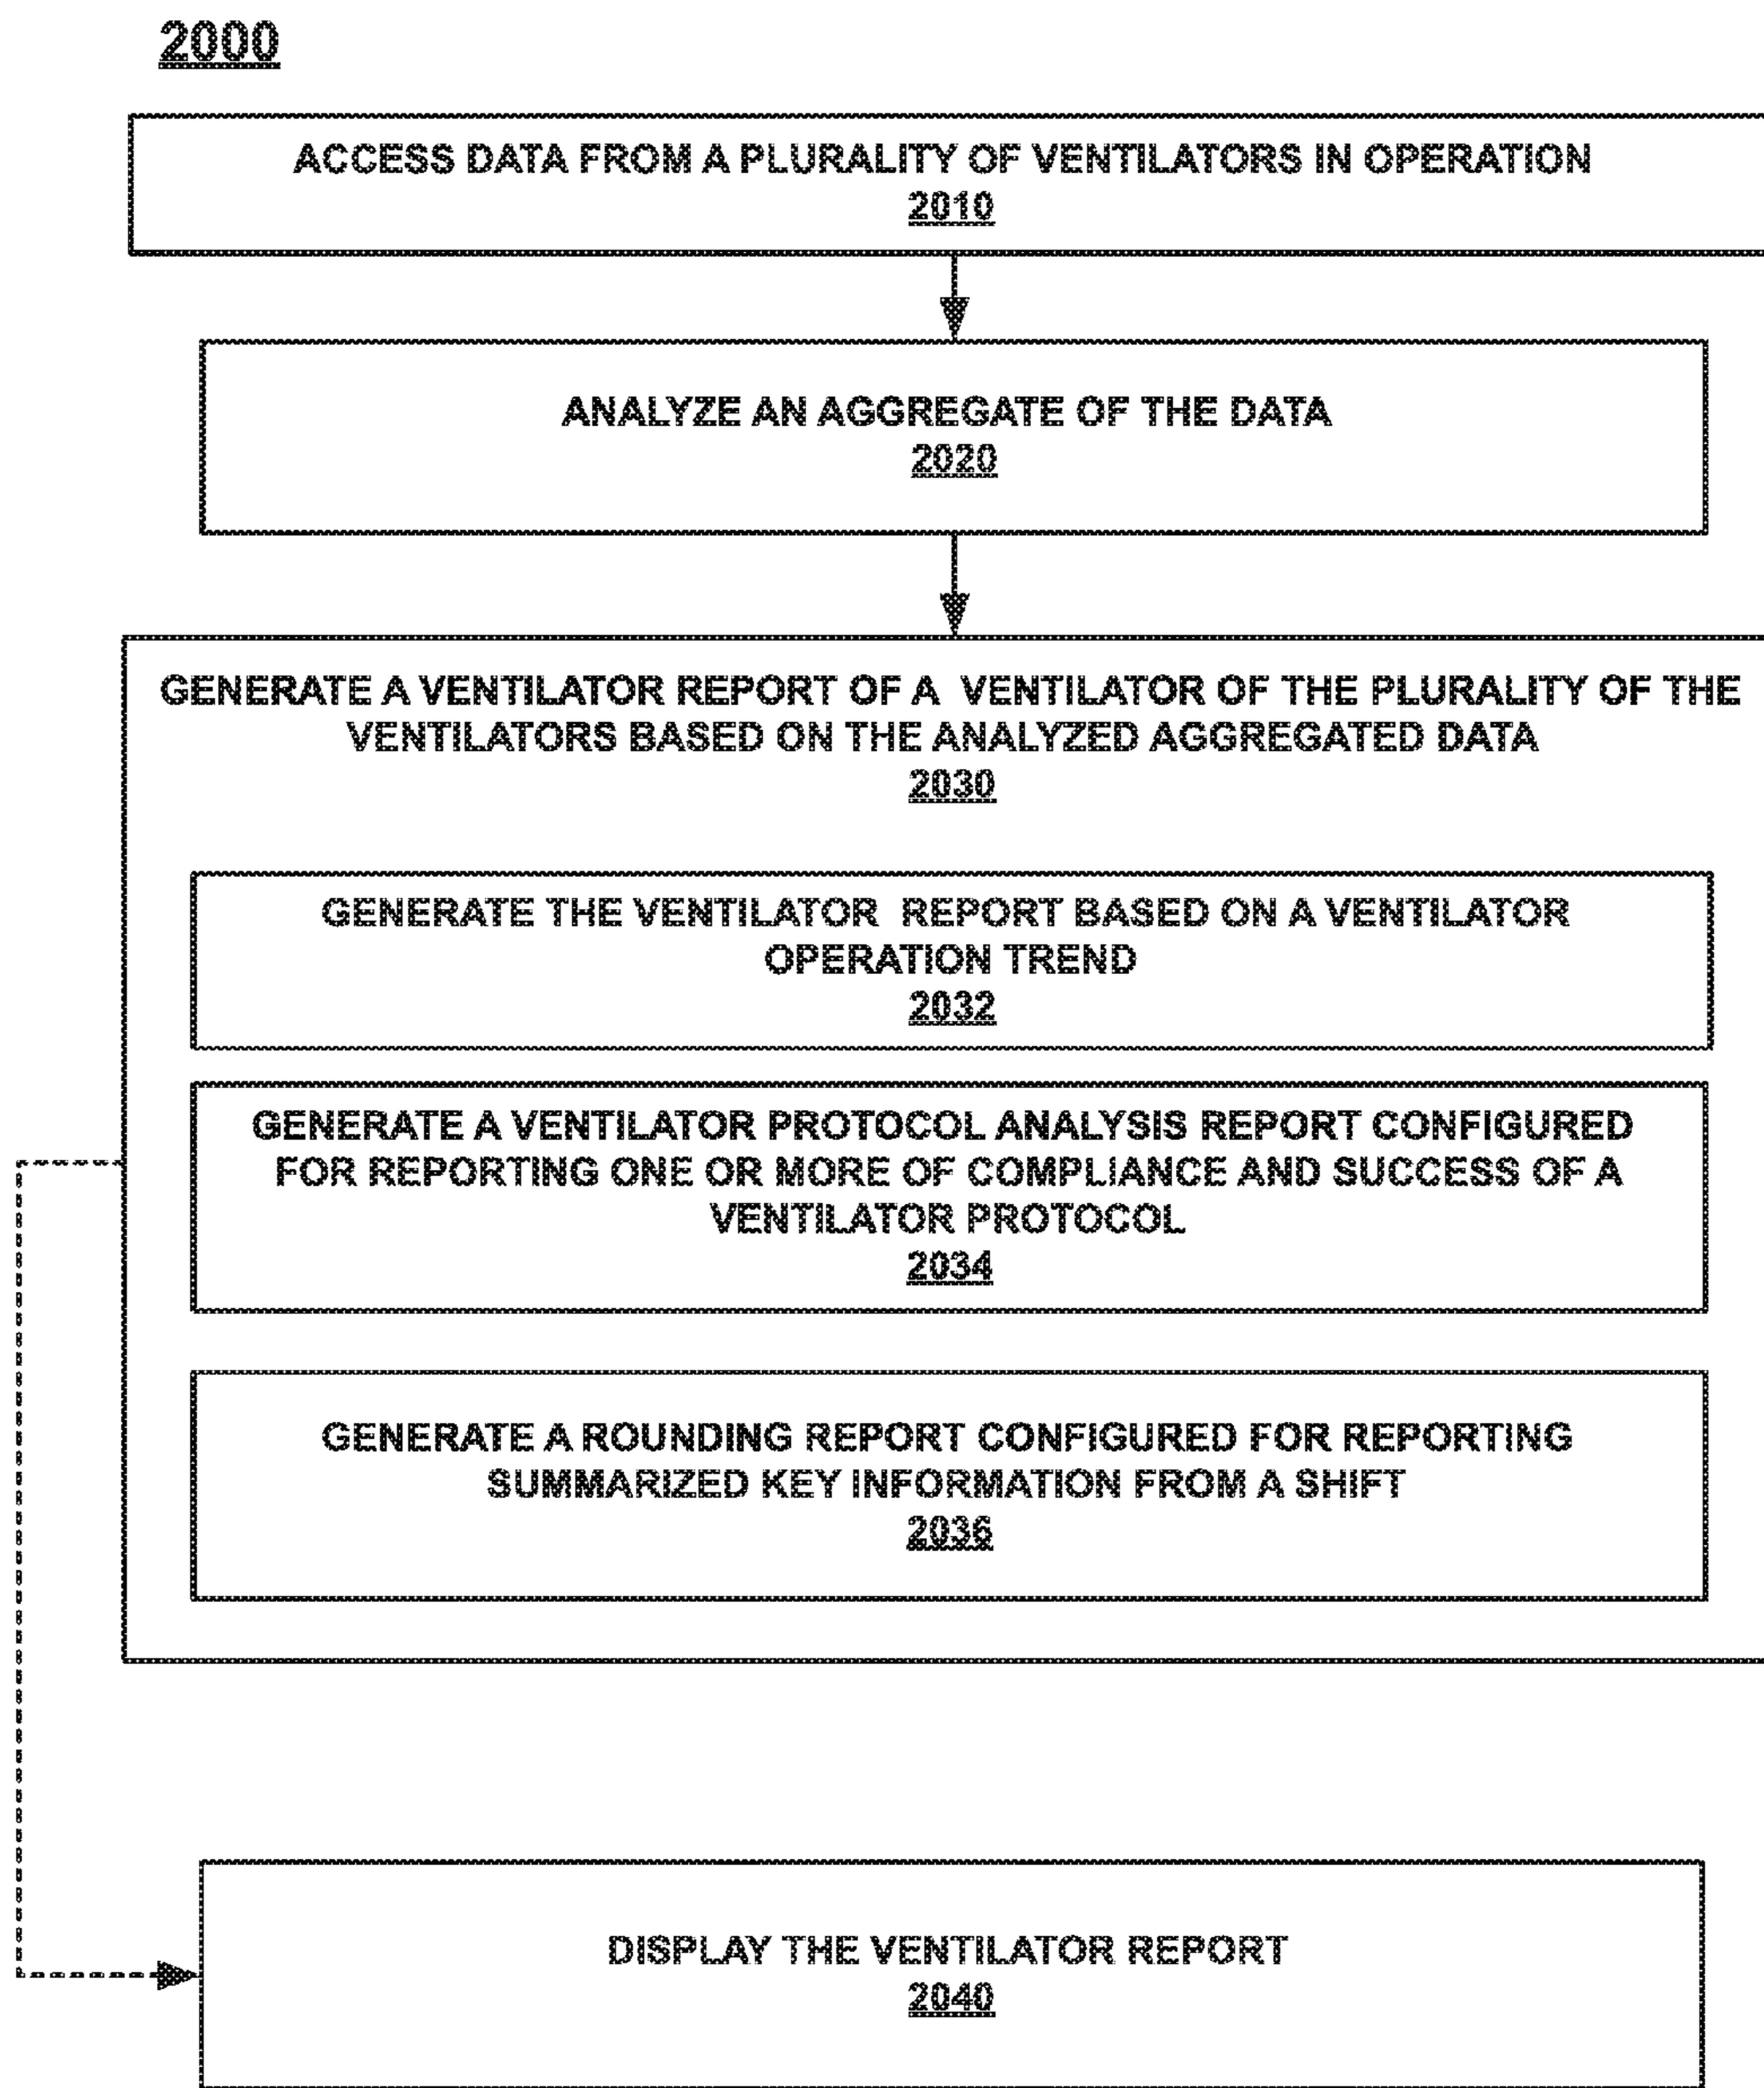 2000
ACCESS DATA FROM A PLURALITY OF VENTILATORS IN OPERATION
2010
ANALYZE AN AGGREGATE OF THE DATA
2020
GENERATE A VENTILATOR REPORT OF A VENTILATOR OF THE PLURALITY OF THE
VENTILATORS BASED ON THE ANALYZED AGGREGATED DATA
2030
GENERATE THE VENTILATOR REPORT BASED ON A VENTILATOR
OPERATION TREND
2032
GENERATE A VENTILATOR PROTOCOL ANALYSIS REPORT CONFIGURED
FOR REPORTING ONE OR MORE OF COMPLIANCE AND SUCCESS OF A
VENTILATOR PROTOCOL
2034
GENERATE A ROUNDING REPORT CONFIGURED FOR REPORTING
SUMMARIZED KEY INFORMATION FROM A SHIFT
2036
DISPLAY THE VENTILATOR REPORT
2040